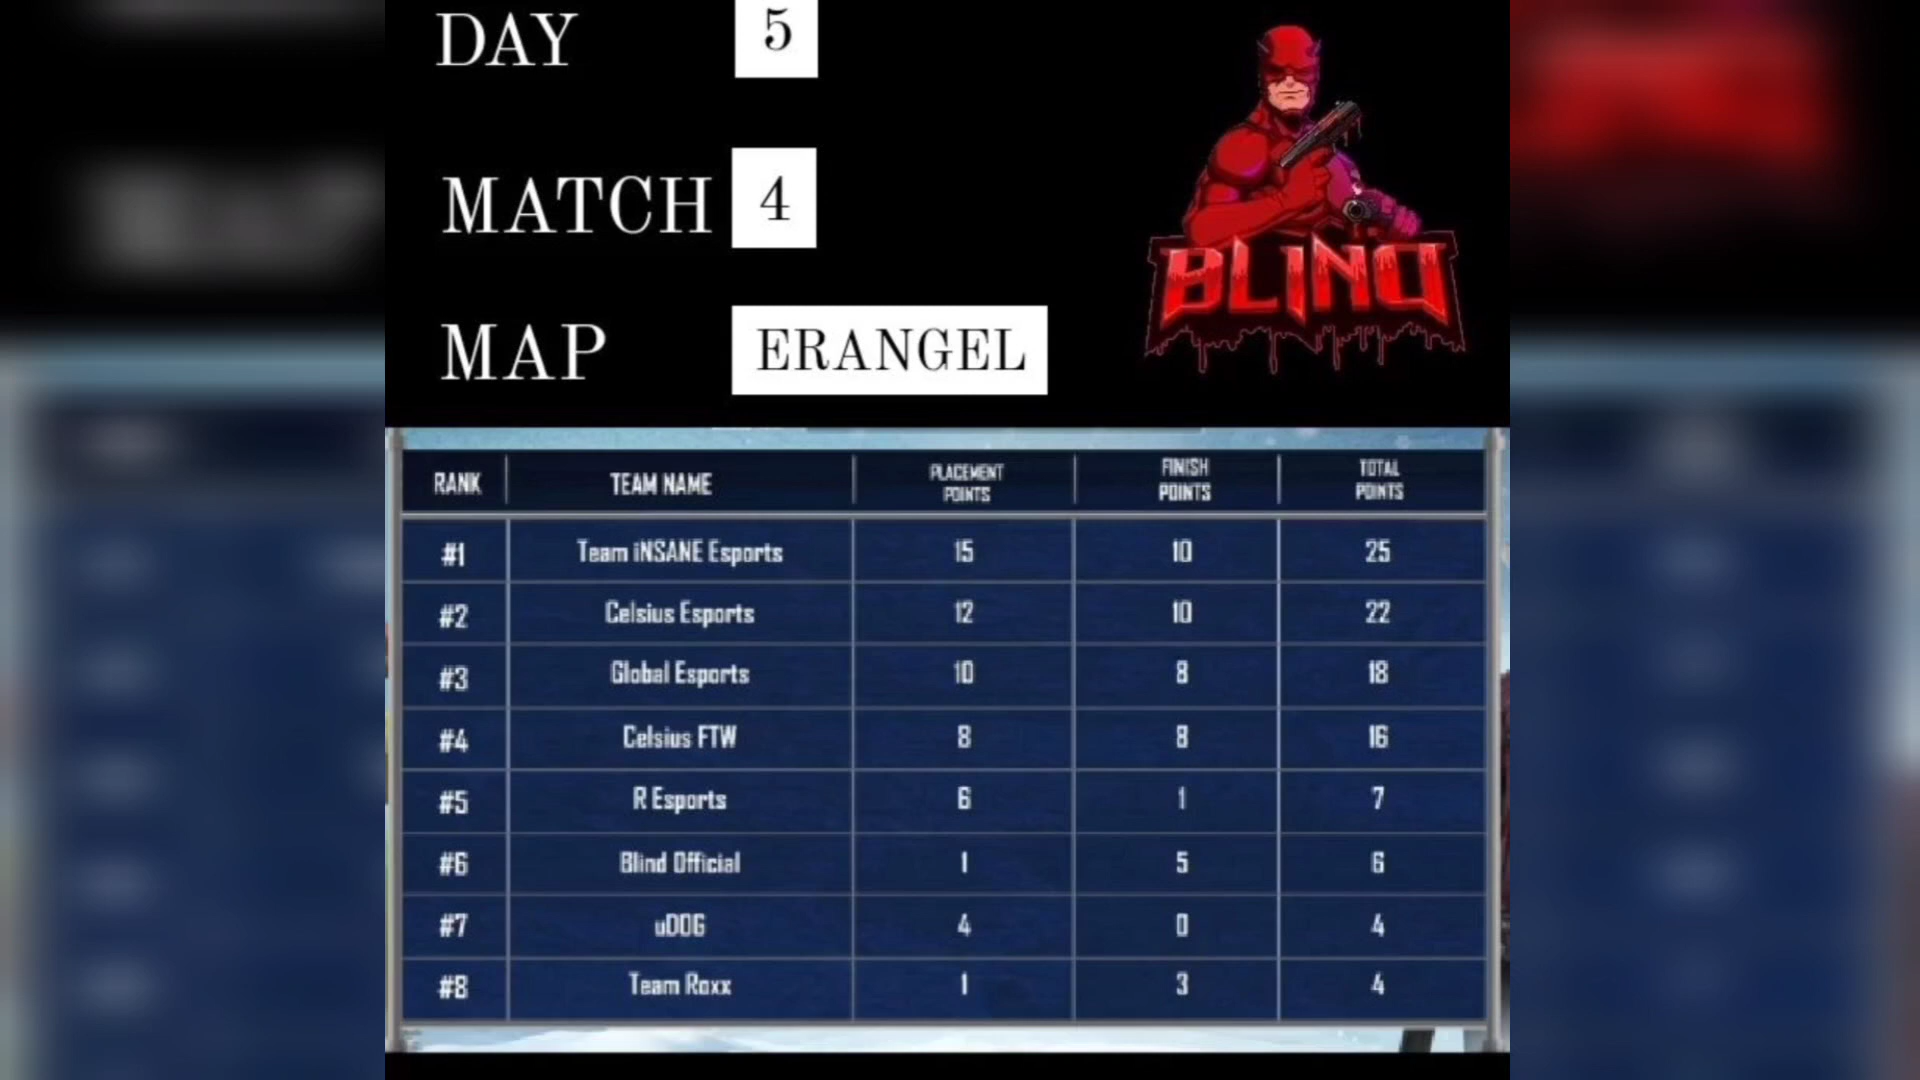 DAY 5
MATCH 4
MAP ERANGEL
BLIND
RANK TEAM NAME PLACEMENT POINTS FINISH POINTS TOTAL POINTS
#1 Team iNSANE Esports 15 10 25
#2 Celsius Esports 12 10 22
#3 Global Esports 10 8 18
#4 Celsius FTW 8 8 16
#5 R Esports 6 1 7
#6 Blind Official 1 5 6
#7 uDOG 4 0 4
#8 Team Roxx 1 3 4